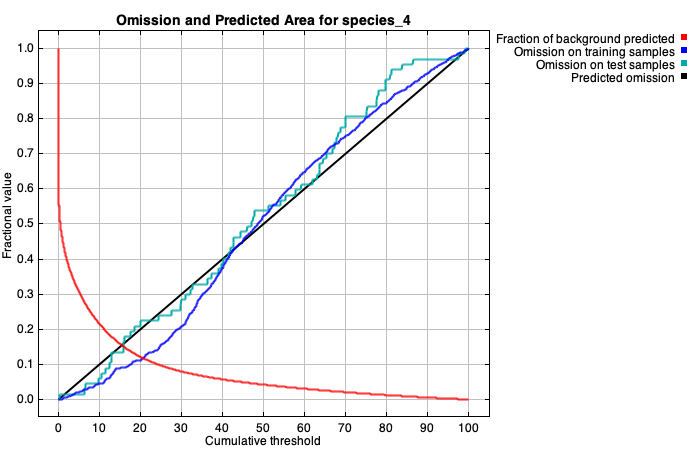 Omission and Predicted Area for species_4
Fraction of background predicted
Omission on training samples
Omission on test samples
Predicted omission
Fractional value
1.0
0.9
0.8
0.7
0.6
0.5
0.4
0.3
0.2
0.1
0.0
0 10 20 30 40 50 60 70 80 90 100
Cumulative threshold